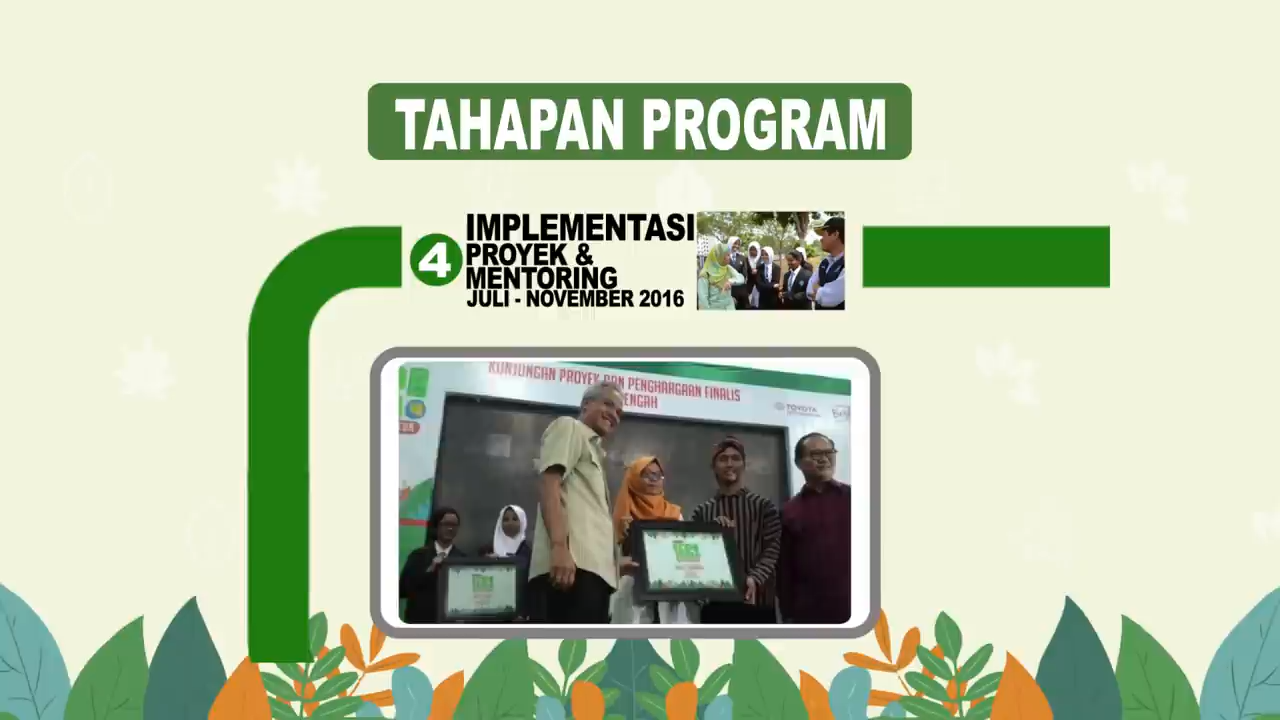 TAHAPAN PROGRAM
4
IMPLEMENTASI
PROYEK &
MENTORING
JULI - NOVEMBER 2016
KUNJUNGAN PROYEK DAN PENGHARGAAN FINALIS
TENGAH
TOYOTA